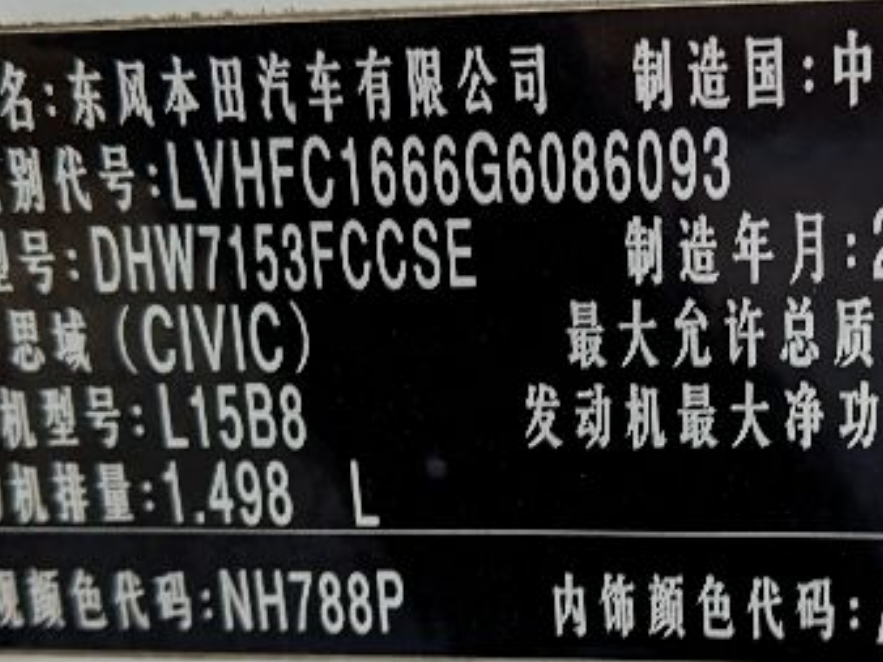 名:东风本田汽车有限公司 制造国:中
别代号:LVHFC1666G6086093
型号:DHW7153FCCSE 制造年月:2
思域(CIVIC) 最大允许总质
机型号:L15B8 发动机最大净功
机排量:1.498 L
观颜色代码:NH788P 内饰颜色代码: